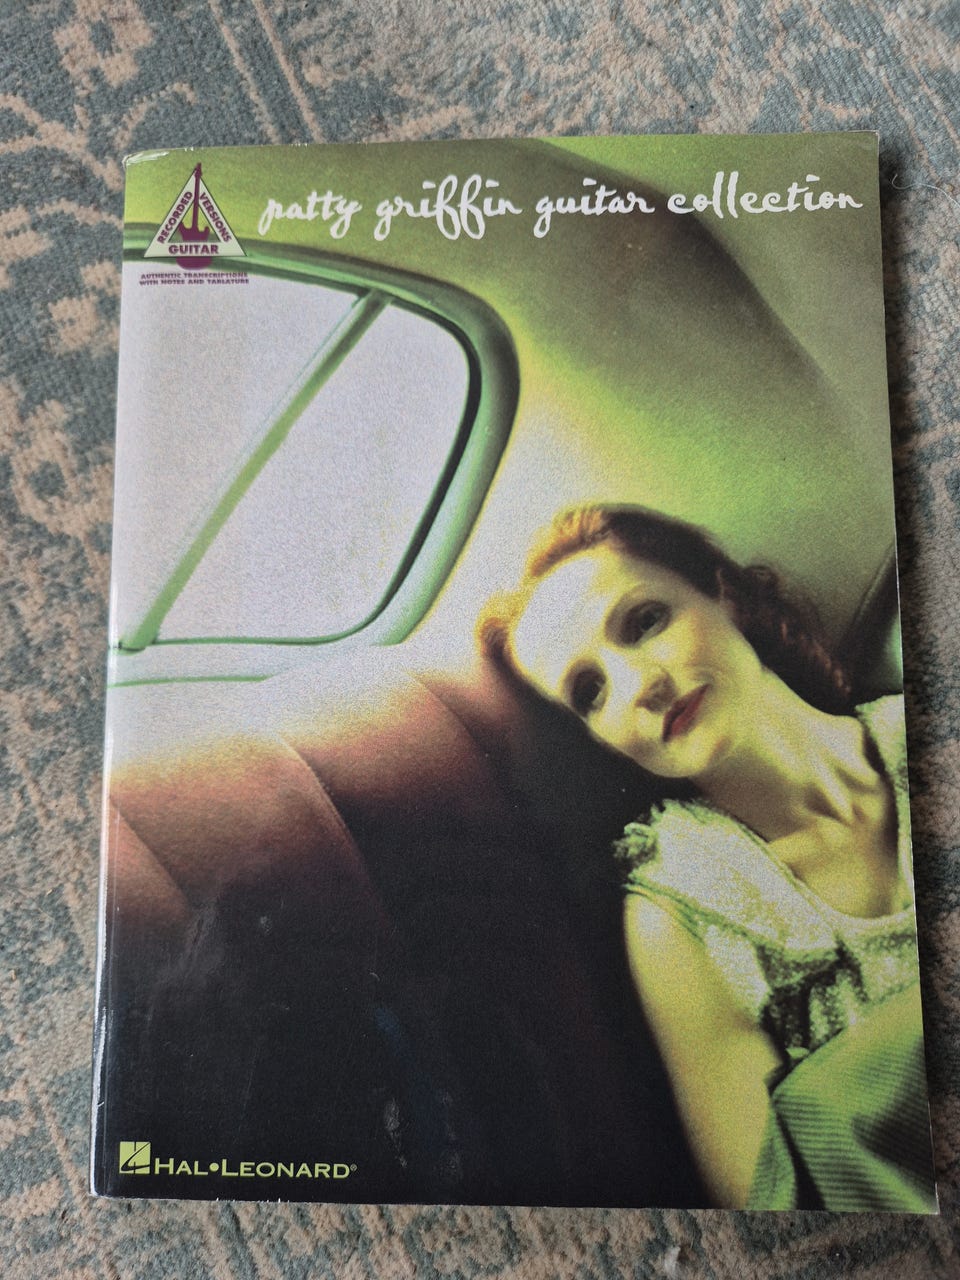 patty griffin guitar collection
RECORDED VERSIONS
GUITAR
AUTHENTIC TRANSCRIPTIONS
WITH NOTES AND TABLATURE
HAL•LEONARD®